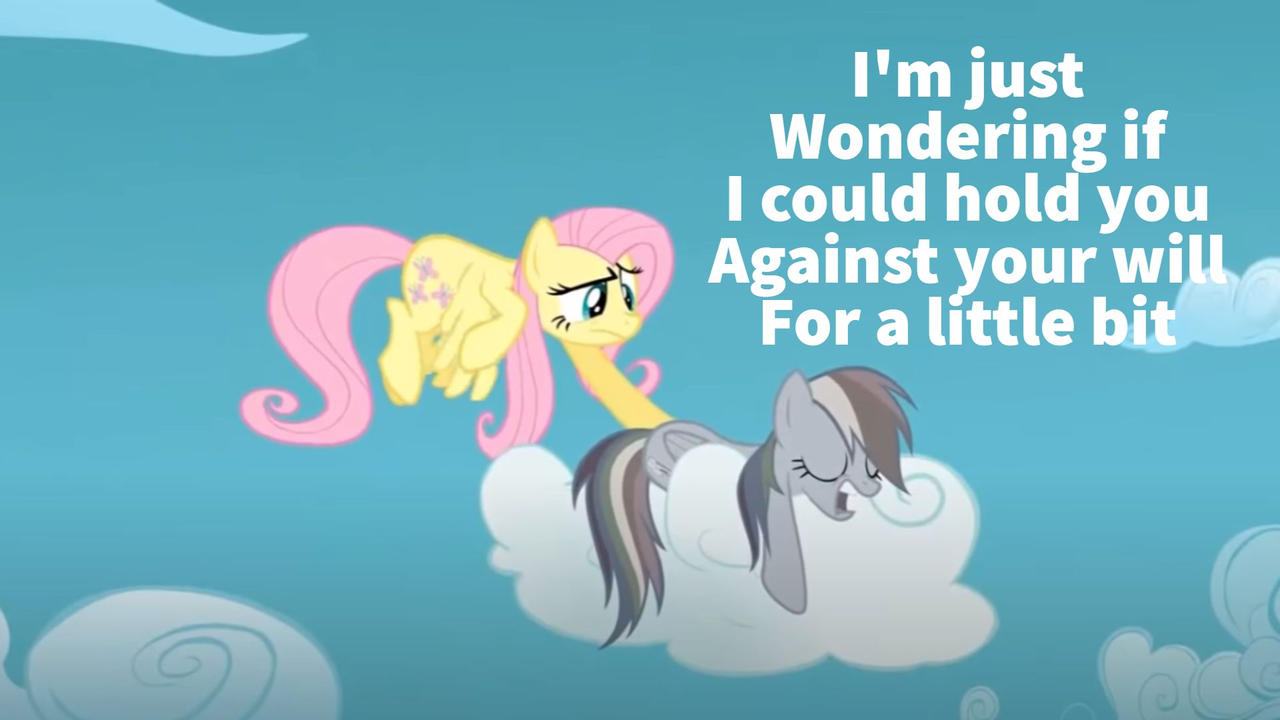 I'm just
Wondering if
I could hold you
Against your will
For a little bit